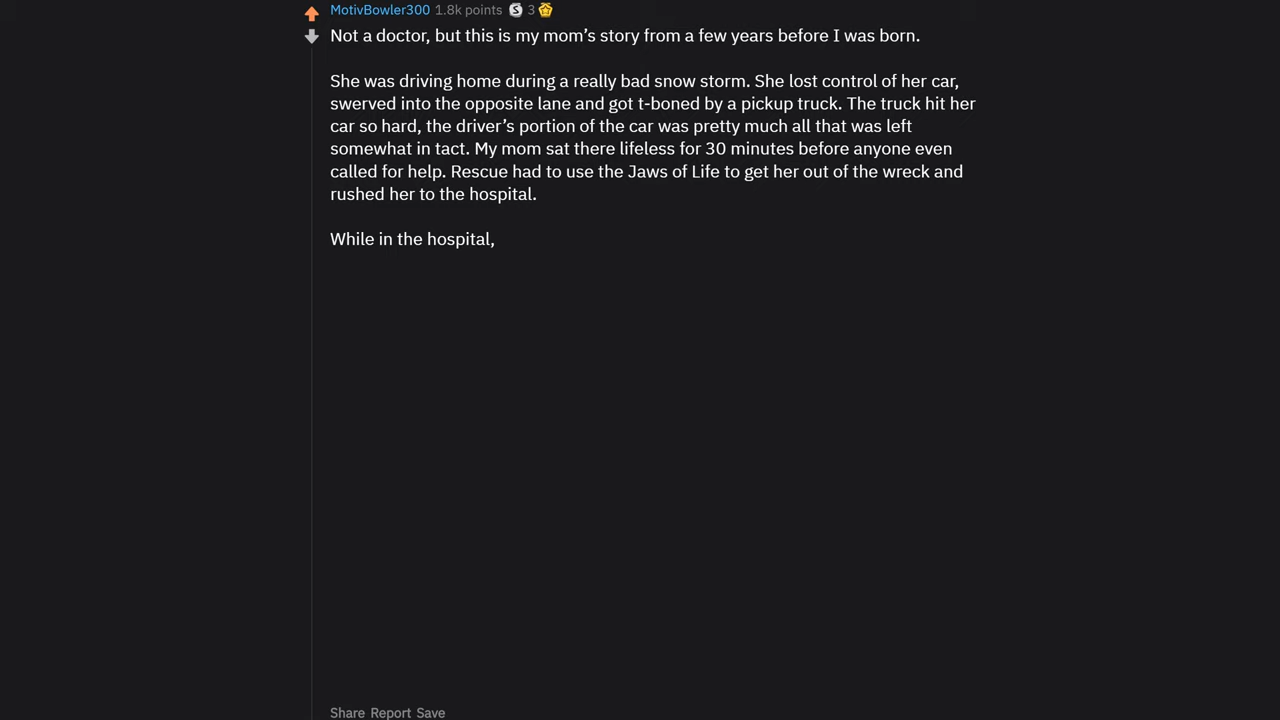 MotivBowler300 1.8k points S 3
Not a doctor, but this is my mom’s story from a few years before I was born.
She was driving home during a really bad snow storm. She lost control of her car,
swerved into the opposite lane and got t-boned by a pickup truck. The truck hit her
car so hard, the driver’s portion of the car was pretty much all that was left
somewhat in tact. My mom sat there lifeless for 30 minutes before anyone even
called for help. Rescue had to use the Jaws of Life to get her out of the wreck and
rushed her to the hospital.
While in the hospital,
Share Report Save